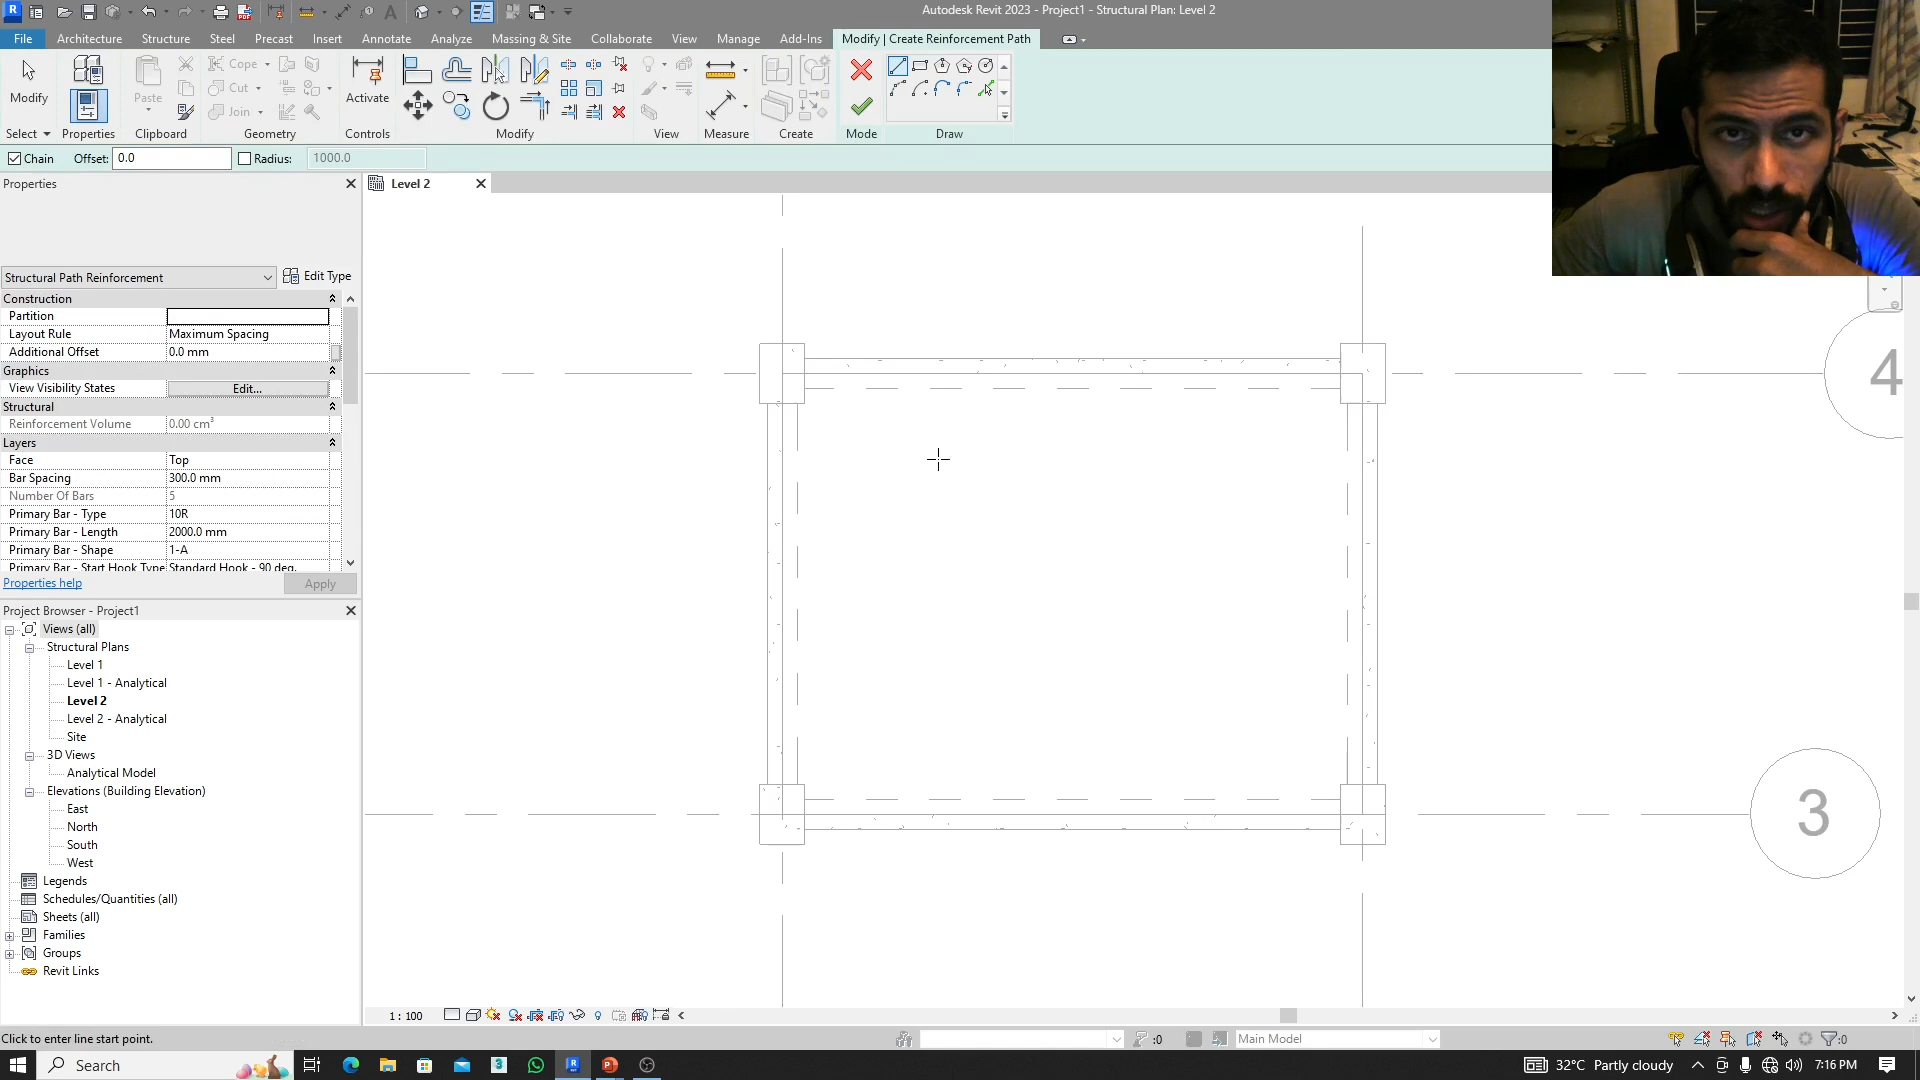 Autodesk Revit 2023 - Project1 - Structural Plan: Level 2
File Architecture Structure Steel Precast Insert Annotate Analyze Massing & Site Collaborate View Manage Add-Ins Modify | Create Reinforcement Path
Modify Paste Cope Cut Join Activate
Select Properties Clipboard Geometry Controls Modify View Measure Create Mode Draw
Chain Offset: 0.0 Radius: 1000.0
Properties
Level 2
Structural Path Reinforcement Edit Type
Construction
Partition
Layout Rule Maximum Spacing
Additional Offset 0.0 mm
Graphics
View Visibility States Edit...
Structural
Reinforcement Volume 0.00 cm³
Layers
Face Top
Bar Spacing 300.0 mm
Number Of Bars 5
Primary Bar - Type 10R
Primary Bar - Length 2000.0 mm
Primary Bar - Shape 1-A
Primary Bar - Start Hook Type Standard Hook - 90 deg.
Properties help Apply
Project Browser - Project1
Views (all)
Structural Plans
Level 1
Level 1 - Analytical
Level 2
Level 2 - Analytical
Site
3D Views
Analytical Model
Elevations (Building Elevation)
East
North
South
West
Legends
Schedules/Quantities (all)
Sheets (all)
Families
Groups
Revit Links
4
3
1 : 100
Click to enter line start point. :0 Main Model :0
Search 32°C Partly cloudy 7:16 PM